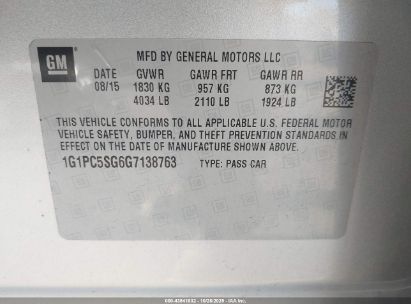 GM
MFD BY GENERAL MOTORS LLC
DATE GVWR GAWR FRT GAWR RR
08/15 1830 KG 957 KG 873 KG
4034 LB 2110 LB 1924 LB
THIS VEHICLE CONFORMS TO ALL APPLICABLE U.S. FEDERAL MOTOR
VEHICLE SAFETY, BUMPER, AND THEFT PREVENTION STANDARDS IN
EFFECT ON THE DATE OF MANUFACTURE SHOWN ABOVE.
1G1PC5SG6G7138763 TYPE: PASS CAR